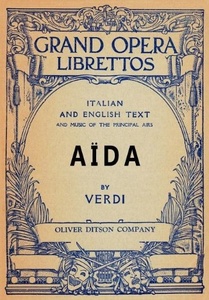 GRAND OPERA
LIBRETTOS
ITALIAN
AND ENGLISH TEXT
AND MUSIC OF THE PRINCIPAL AIRS
AÏDA
BY
VERDI
OLIVER DITSON COMPANY